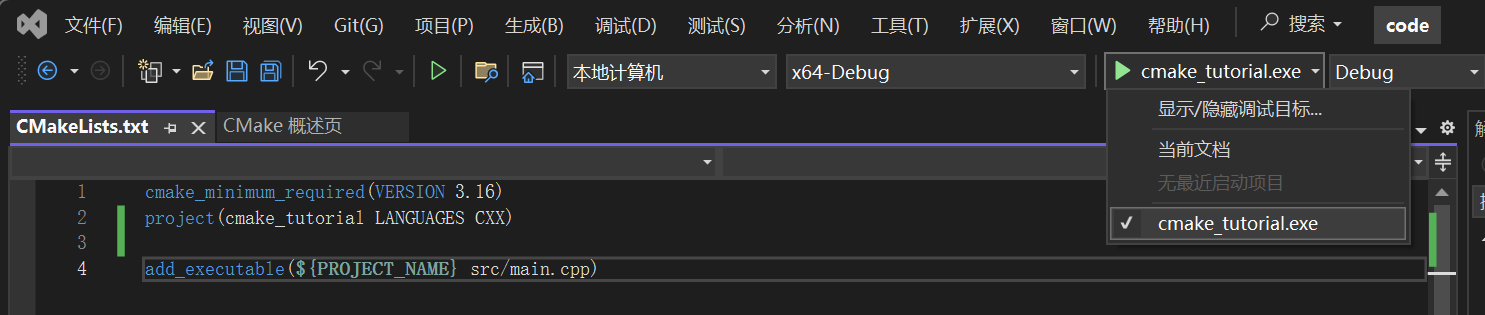 文件(F) 编辑(E) 视图(V) Git(G) 项目(P) 生成(B) 调试(D) 测试(S) 分析(N) 工具(T) 扩展(X) 窗口(W) 帮助(H) 搜索 code
本地计算机 x64-Debug cmake_tutorial.exe Debug
CMakeLists.txt CMake 概述页
显示/隐藏调试目标...
当前文档
无最近启动项目
cmake_tutorial.exe
1 cmake_minimum_required(VERSION 3.16)
2 project(cmake_tutorial LANGUAGES CXX)
3
4 add_executable(${PROJECT_NAME} src/main.cpp)